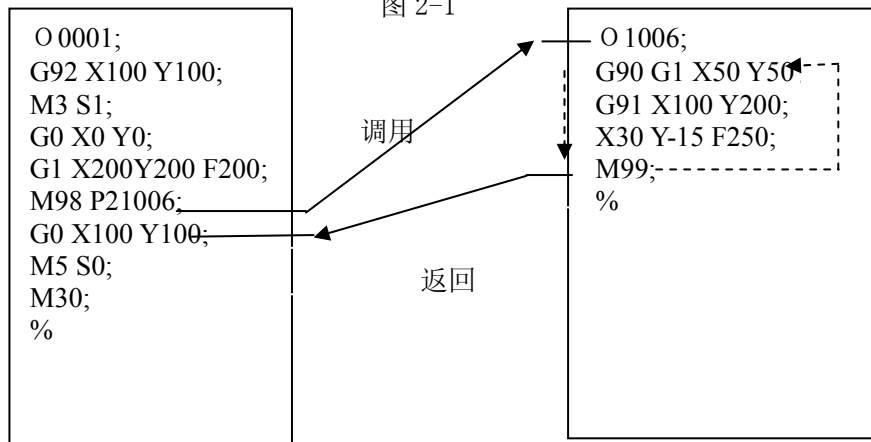 图 2-1
O 0001;
G92 X100 Y100;
M3 S1;
G0 X0 Y0;
G1 X200Y200 F200;
M98 P21006;
G0 X100 Y100;
M5 S0;
M30;
%
调用
返回
O 1006;
G90 G1 X50 Y50
G91 X100 Y200;
X30 Y-15 F250;
M99;
%